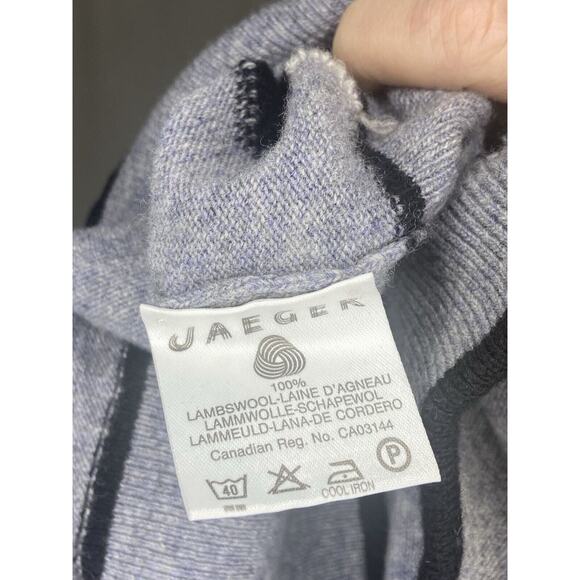 JAEGER
100%
LAMBSWOOL-LAINE D'AGNEAU
LAMMWOLLE-SCHAPEWOL
LAMMEULD-LANA-DE CORDERO
Canadian Reg. No. CA03144
40
P
COOL IRON